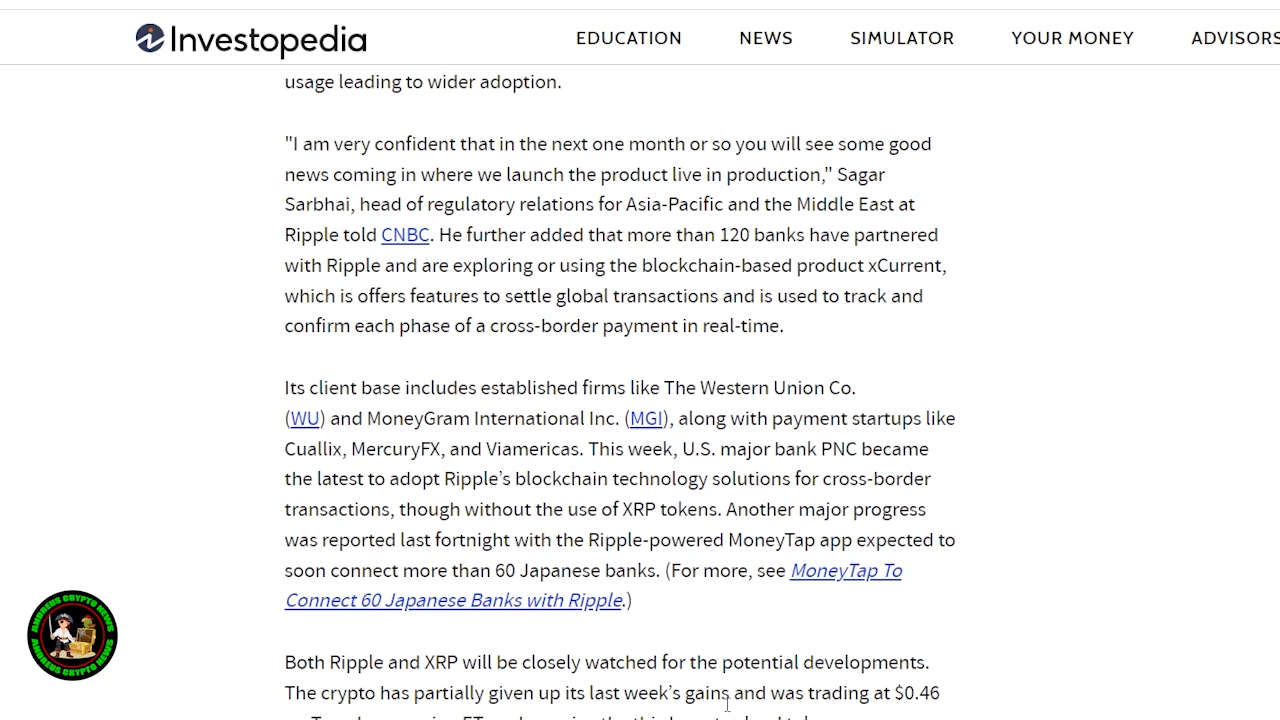 Investopedia
EDUCATION NEWS SIMULATOR YOUR MONEY ADVISORS
usage leading to wider adoption.
"I am very confident that in the next one month or so you will see some good
news coming in where we launch the product live in production," Sagar
Sarbhai, head of regulatory relations for Asia-Pacific and the Middle East at
Ripple told CNBC. He further added that more than 120 banks have partnered
with Ripple and are exploring or using the blockchain-based product xCurrent,
which is offers features to settle global transactions and is used to track and
confirm each phase of a cross-border payment in real-time.
Its client base includes established firms like The Western Union Co.
(WU) and MoneyGram International Inc. (MGI), along with payment startups like
Cuallix, MercuryFX, and Viamericas. This week, U.S. major bank PNC became
the latest to adopt Ripple’s blockchain technology solutions for cross-border
transactions, though without the use of XRP tokens. Another major progress
was reported last fortnight with the Ripple-powered MoneyTap app expected to
soon connect more than 60 Japanese banks. (For more, see MoneyTap To
Connect 60 Japanese Banks with Ripple.)
ANDREUS CRYPTO NEWS
ANDREUS CRYPTO NEWS
Both Ripple and XRP will be closely watched for the potential developments.
The crypto has partially given up its last week’s gains and was trading at $0.46